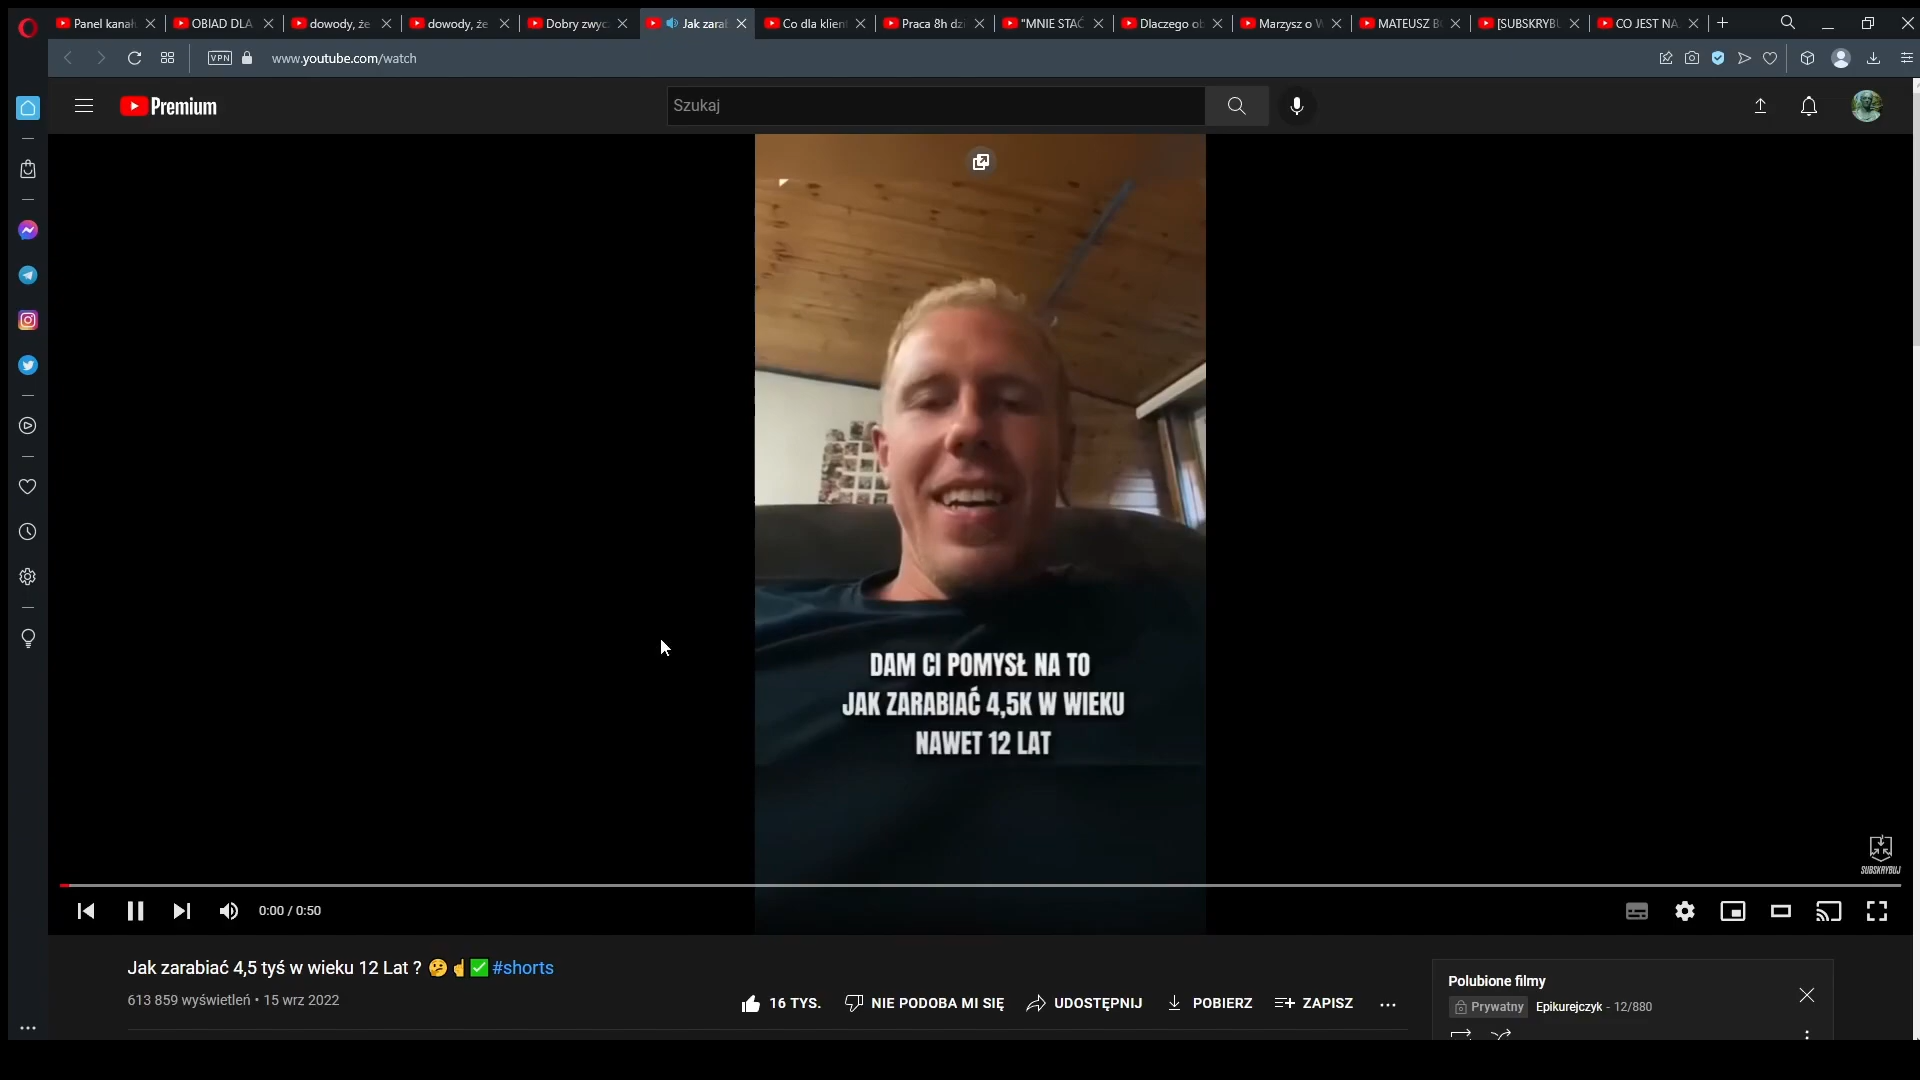 Panel kanał
OBIAD DLA
dowody, że
dowody, że
Dobry zwyc
Jak zarab
Co dla klien
Praca 8h dz
"MNIE STAĆ
Dlaczego ob
Marzysz o W
MATEUSZ B
[SUBSKRYBU
CO JEST NA
VPN
www.youtube.com/watch
Premium
Szukaj
DAM CI POMYSŁ NA TO
JAK ZARABIAĆ 4,5K W WIEKU
NAWET 12 LAT
SUBSKRYBUJ
0:00 / 0:50
Jak zarabiać 4,5 tyś w wieku 12 Lat ? 🤔☝✅ #shorts
613 859 wyświetleń • 15 wrz 2022
16 TYS.
NIE PODOBA MI SIĘ
UDOSTĘPNIJ
POBIERZ
ZAPISZ
Polubione filmy
Prywatny Epikurejczyk - 12/880